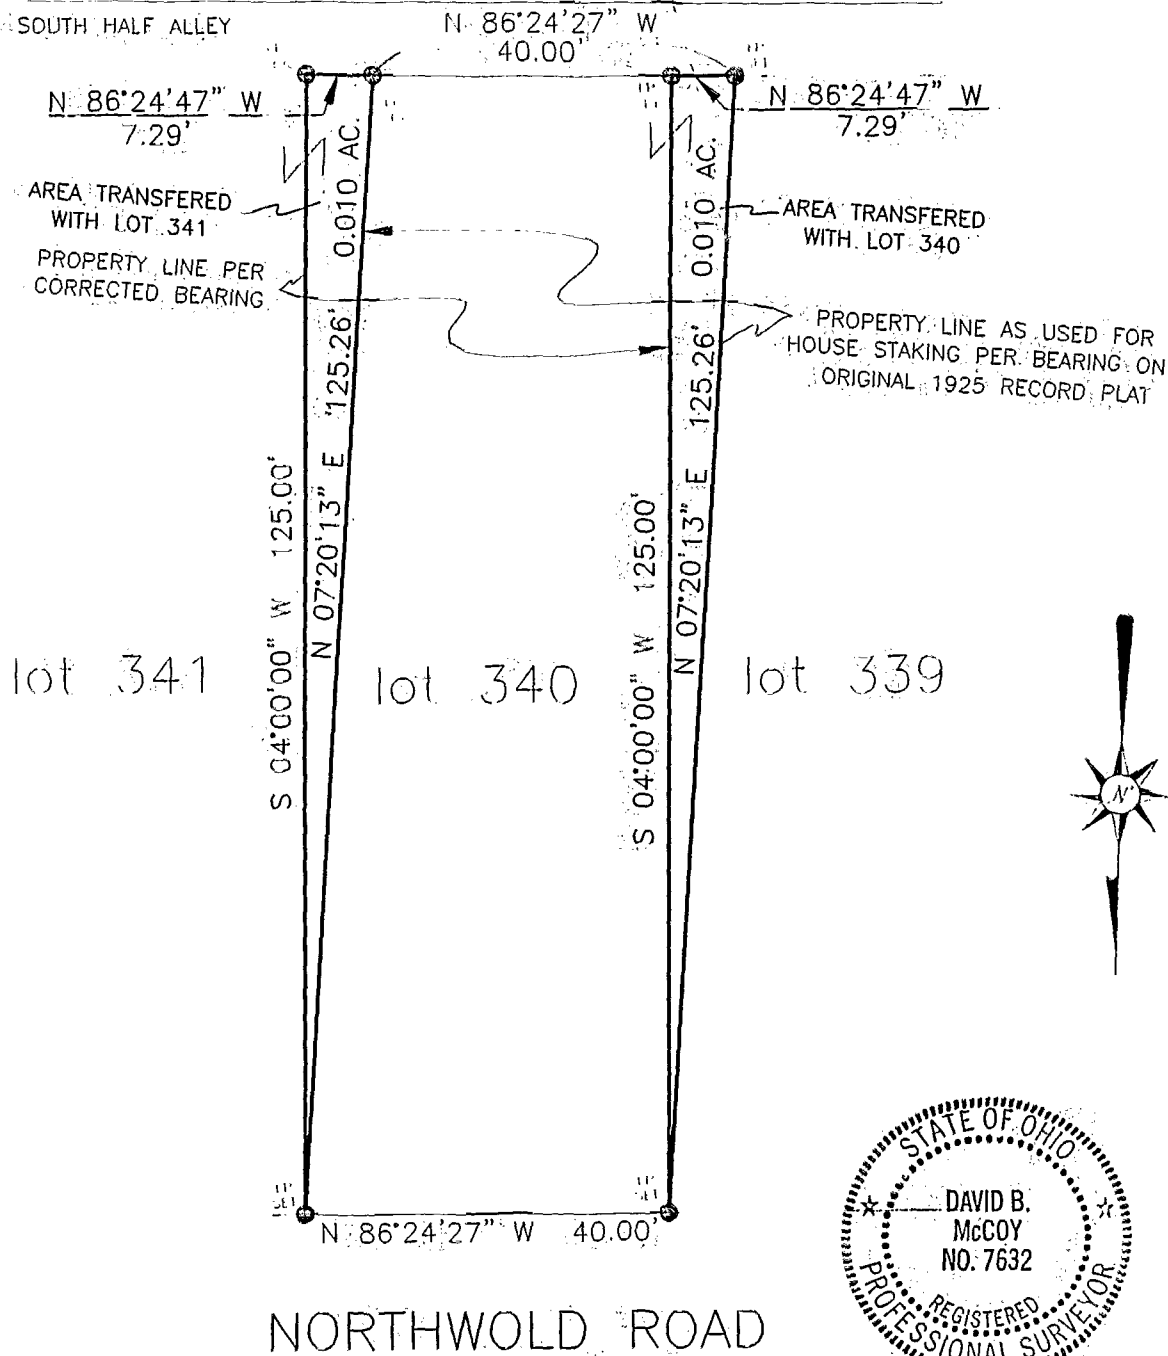 SOUTH HALF ALLEY
N 86°24'27" W
40.00'
N 86°24'47" W
7.29'
N 86°24'47" W
7.29'
AREA TRANSFERED
WITH LOT 341
PROPERTY LINE PER
CORRECTED BEARING
0.010 AC.
0.010 AC.
AREA TRANSFERED
WITH LOT 340
PROPERTY LINE AS USED FOR
HOUSE STAKING PER BEARING ON
ORIGINAL 1925 RECORD PLAT
S 04°00'00" W 125.00'
N 07°20'13" E 125.26'
S 04°00'00" W 125.00'
N 07°20'13" E 125.26'
lot 341
lot 340
lot 339
N
SET
SET
N 86°24'27" W 40.00'
NORTHWOLD ROAD
STATE OF OHIO
DAVID B.
McCOY
NO. 7632
REGISTERED
PROFESSIONAL SURVEYOR